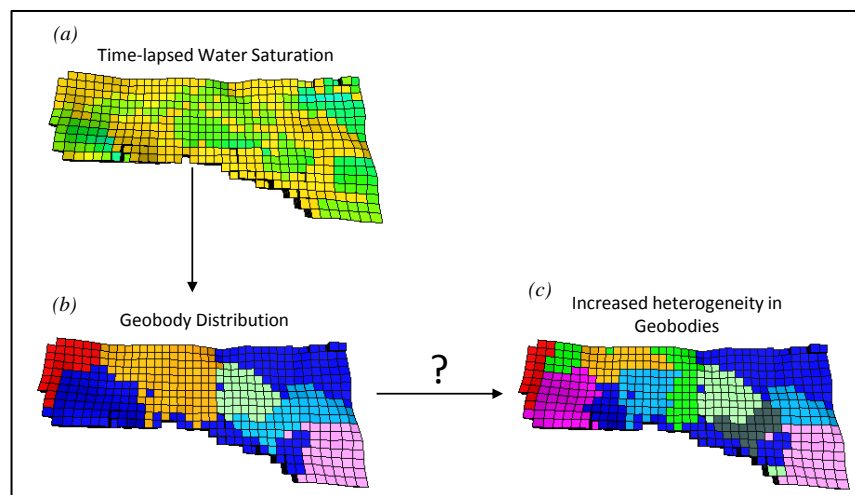 (a)
Time-lapsed Water Saturation
(b)
Geobody Distribution
?
(c)
Increased heterogeneity in
Geobodies